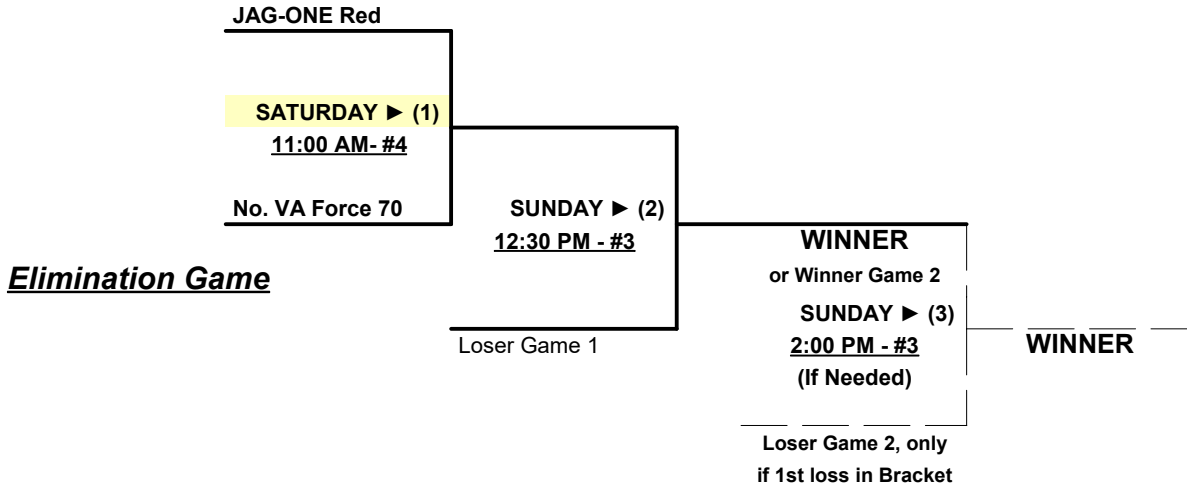 JAG-ONE Red
SATURDAY ► (1)
11:00 AM- #4
No. VA Force 70
SUNDAY ► (2)
12:30 PM - #3
WINNER
Elimination Game
or Winner Game 2
SUNDAY ► (3)
Loser Game 1
2:00 PM - #3
WINNER
(If Needed)
Loser Game 2, only
if 1st loss in Bracket